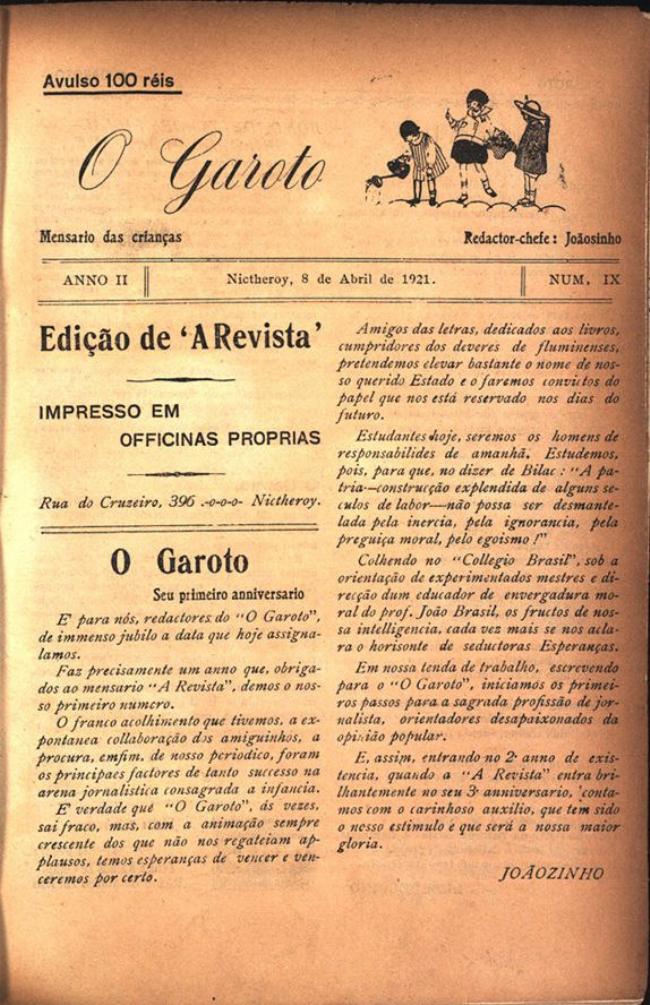 Avulso 100 réis
O Garoto
Mensario das crianças
Redactor-chefe: Joãosinho
ANNO II
Nictheroy, 8 de Abril de 1921.
NUM. IX
Edição de 'A Revista'
IMPRESSO EM
OFFICINAS PROPRIAS
Rua do Cruzeiro, 396 .-o-o-o- Nictheroy.
O Garoto
Seu primeiro anniversario
E' para nós, redactores do "O Garoto",
de immenso jubilo a data que hoje assigna-
lamos.
Faz precisamente um anno que, obriga-
dos ao mensario "A Revista", demos o nos-
so primeiro numero.
O franco acolhimento que tivemos, a ex-
pontanea collaboração dos amiguinhos, a
procura, emfim, de nosso periodico, foram
os principaes factores de tanto successo na
arena jornalistica consagrada a infancia.
E' verdade que "O Garoto", ás vezes,
sai fraco, mas, com a animação sempre
crescente dos que não nos regateiam ap-
plausos, temos esperanças de vencer e ven-
ceremos por certo.
Amigos das letras, dedicados aos livros,
cumpridores dos deveres de fluminenses,
pretendemos elevar bastante o nome de nos-
so querido Estado e o faremos convictos do
papel que nos está reservado nos dias do
futuro.
Estudantes hoje, seremos os homens de
responsabilides de amanhã. Estudemos,
pois, para que, no dizer de Bilac: "A pa-
tria—construcção explendida de alguns se-
culos de labor—não possa ser desmante-
lada pela inercia, pela ignorancia, pela
preguiça moral, pelo egoismo!"
Colhendo no "Collegio Brasil", sob a
orientação de experimentados mestres e di-
recção dum educador de envergadura mo-
ral do prof. João Brasil, os fructos de nos-
sa intelligencia, cada vez mais se nos acla-
ra o horisonte de seductoras Esperanças.
Em nossa tenda de trabalho, escrevendo
para o "O Garoto", iniciamos os primei-
ros passos para a sagrada profissão de jor-
nalista, orientadores desapaixonados da
opinião popular.
E, assim, entrando no 2º anno de exis-
tencia, quando a "A Revista" entra bri-
lhantemente no seu 3º anniversario, conta-
mos com o carinhoso auxilio, que tem sido
o nosso estimulo e que será a nossa maior
gloria.
JOÃOZINHO